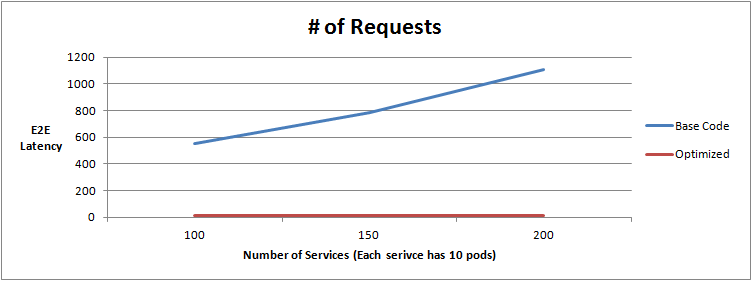 # of Requests
1200
1000
800
600
400
200
0
E2E
Latency
100
150
200
Number of Services (Each serivce has 10 pods)
Base Code
Optimized